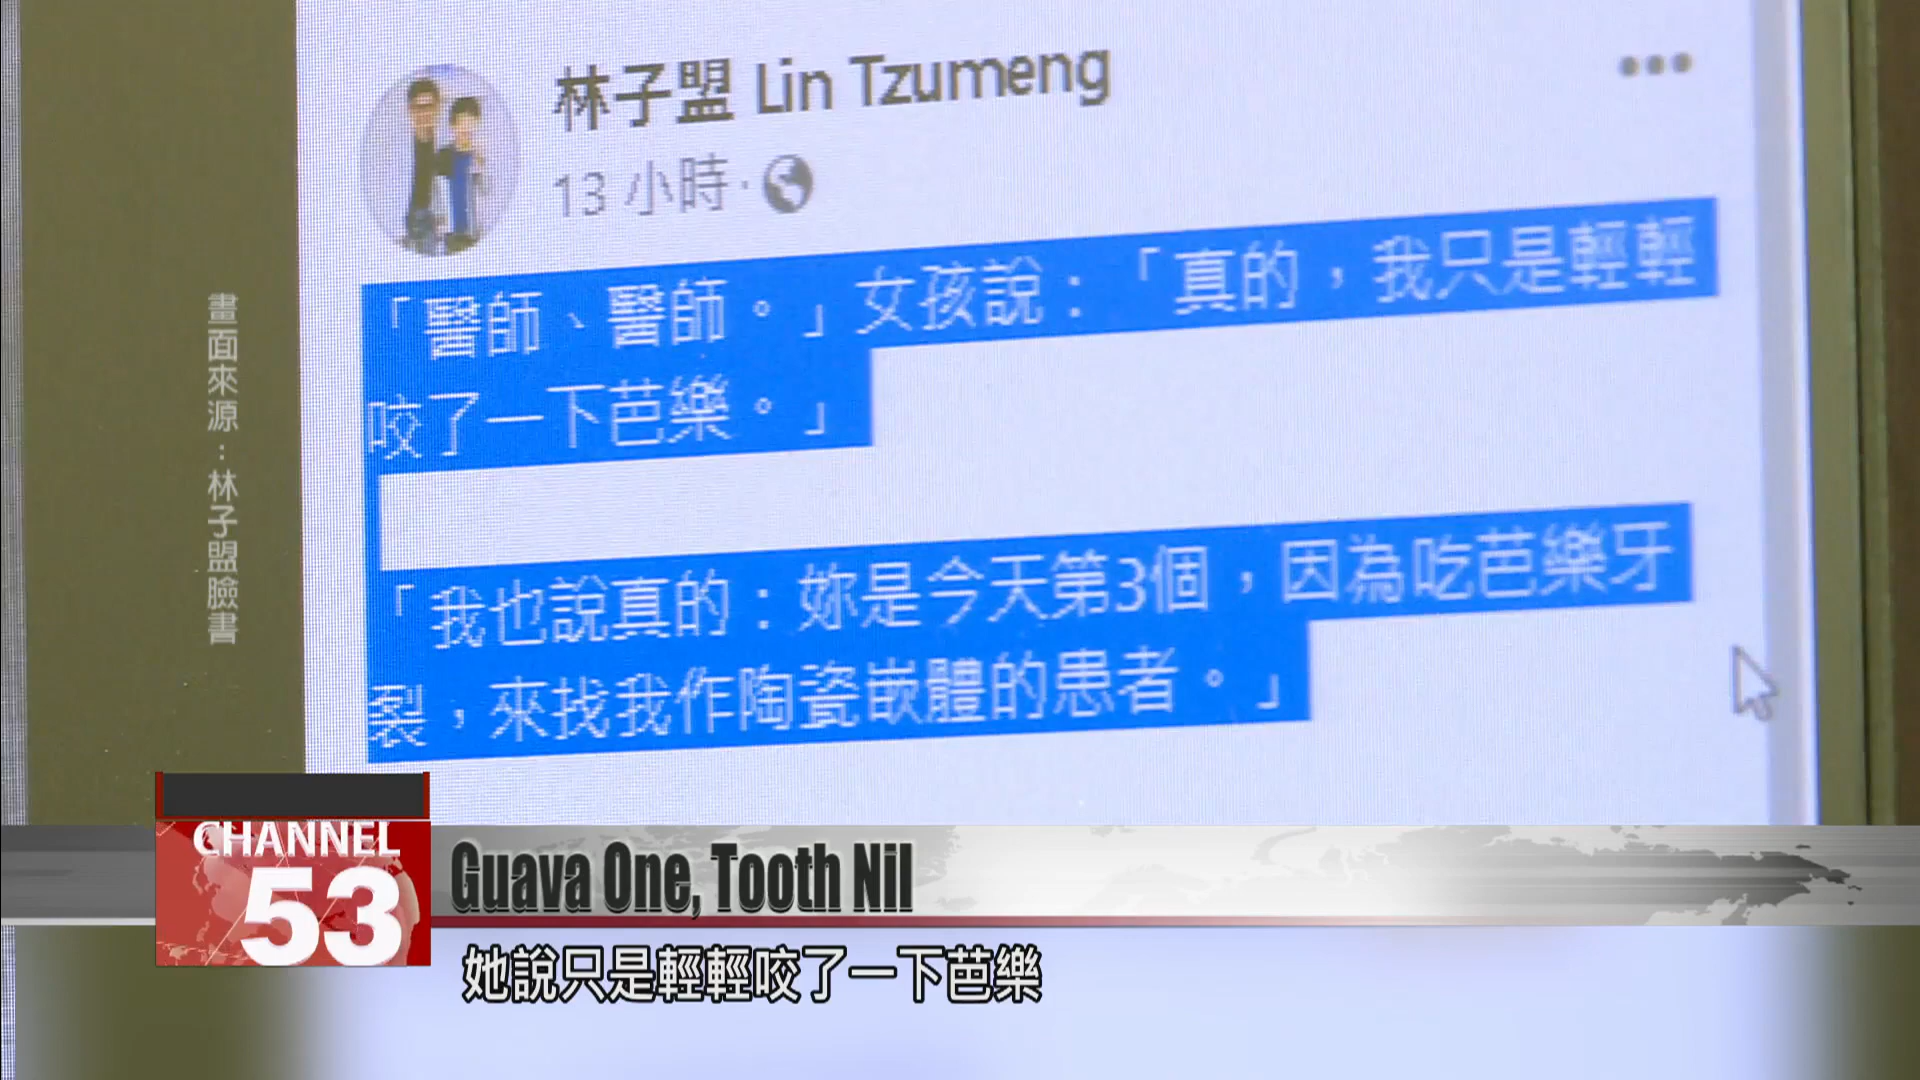 林子盟 Lin Tzumeng
13 小時
「醫師、醫師。」女孩說：「真的，我只是輕輕
咬了一下芭樂。」
「我也說真的：妳是今天第3個，因為吃芭樂牙
裂，來找我作陶瓷嵌體的患者。」
畫面來源：林子盟臉書
CHANNEL
53
Guava One, Tooth Nil
她說只是輕輕咬了一下芭樂